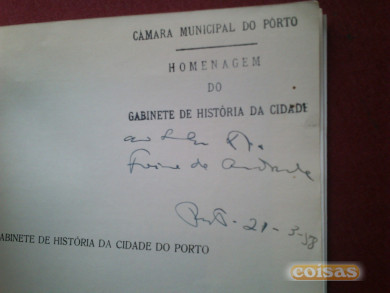 CÂMARA MUNICIPAL DO PÔRTO
HOMENAGEM
DO
GABINETE DE HISTÓRIA DA CIDADE
Freire de Andrade
21-3-58
ABINETE DE HISTÓRIA DA CIDADE DO PORTO
coisas